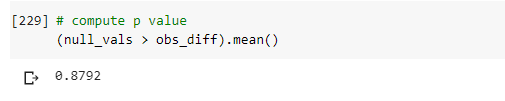 [229] # compute p value
(null_vals > obs_diff).mean()
0.8792